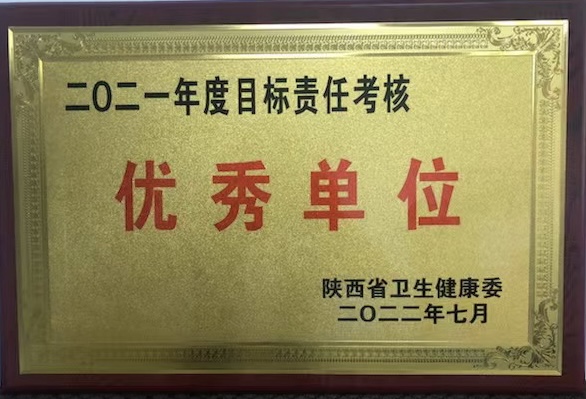 二〇二一年度目标责任考核
优秀单位
陕西省卫生健康委
二〇二二年七月